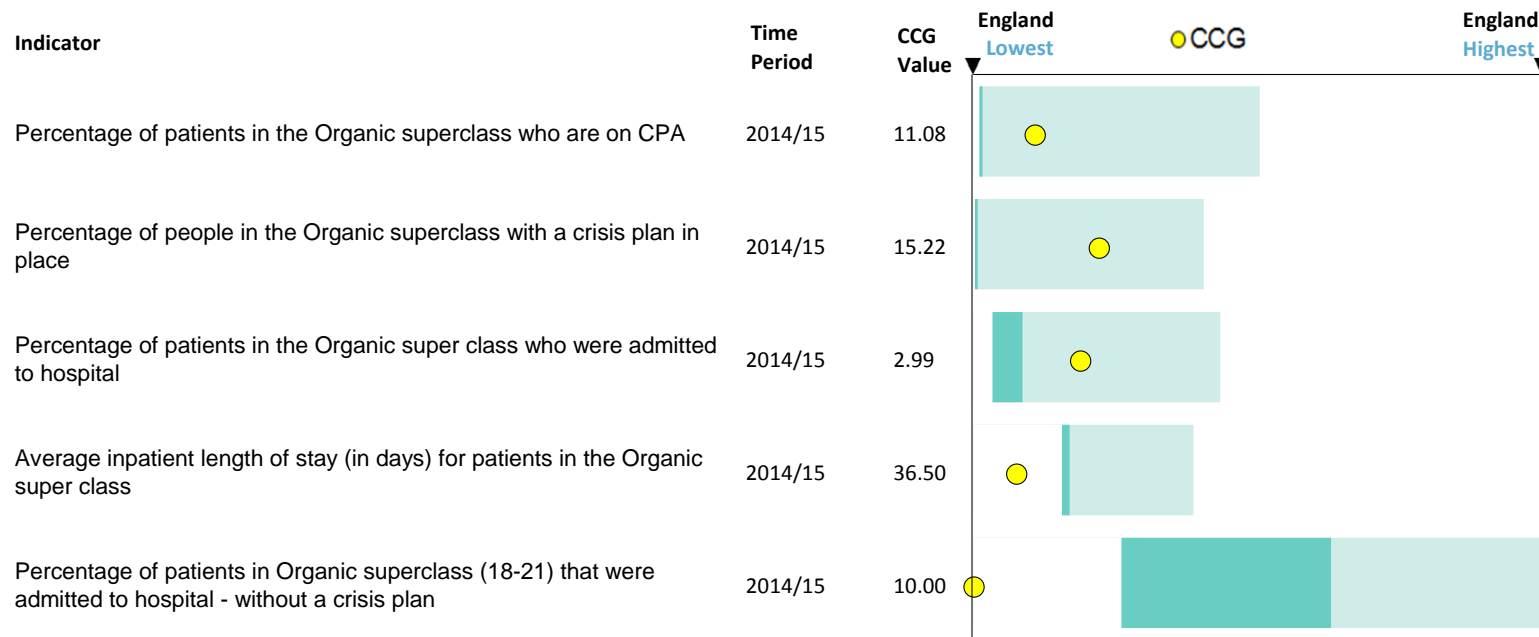 Indicator
Time Period
CCG Value
England Lowest
CCG
England Highest
Percentage of patients in the Organic superclass who are on CPA 2014/15 11.08
Percentage of people in the Organic superclass with a crisis plan in
place 2014/15 15.22
Percentage of patients in the Organic super class who were admitted
to hospital 2014/15 2.99
Average inpatient length of stay (in days) for patients in the Organic
super class 2014/15 36.50
Percentage of patients in Organic superclass (18-21) that were
admitted to hospital - without a crisis plan 2014/15 10.00